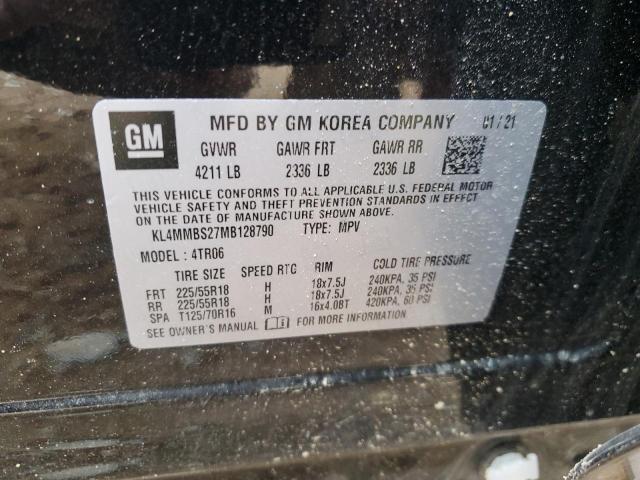 GM MFD BY GM KOREA COMPANY 01/21
GVWR GAWR FRT GAWR RR
4211 LB 2336 LB 2336 LB
THIS VEHICLE CONFORMS TO ALL APPLICABLE U.S. FEDERAL MOTOR
VEHICLE SAFETY AND THEFT PREVENTION STANDARDS IN EFFECT
ON THE DATE OF MANUFACTURE SHOWN ABOVE.
KL4MMBS27MB128790 TYPE: MPV
MODEL: 4TR06
TIRE SIZE SPEED RTG RIM COLD TIRE PRESSURE
FRT 225/55R18 H 18x7.5J 240KPA, 35 PSI
RR 225/55R18 H 18x7.5J 240KPA, 35 PSI
SPA T125/70R16 M 16x4.0BT 420KPA, 60 PSI
SEE OWNER'S MANUAL FOR MORE INFORMATION